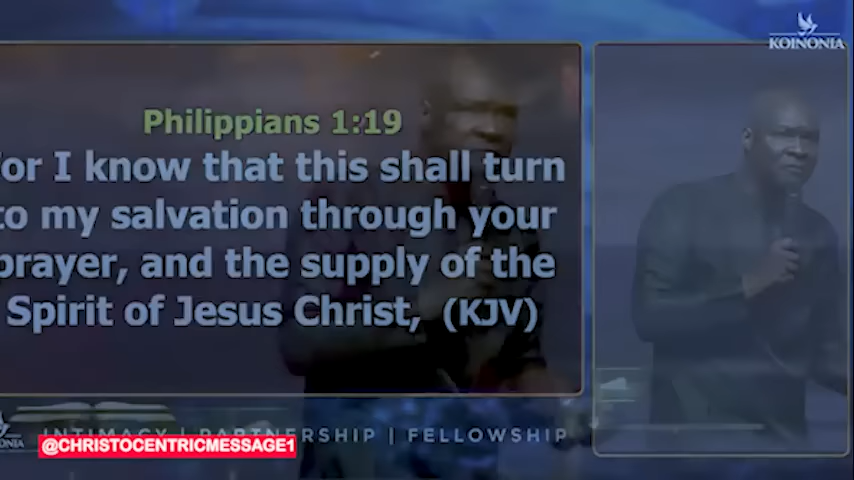 KOINONIA
Philippians 1:19
or I know that this shall turn
to my salvation through your
prayer, and the supply of the
Spirit of Jesus Christ, (KJV)
INTIMACY | PARTNERSHIP | FELLOWSHIP
@CHRISTOCENTRICMESSAGE1